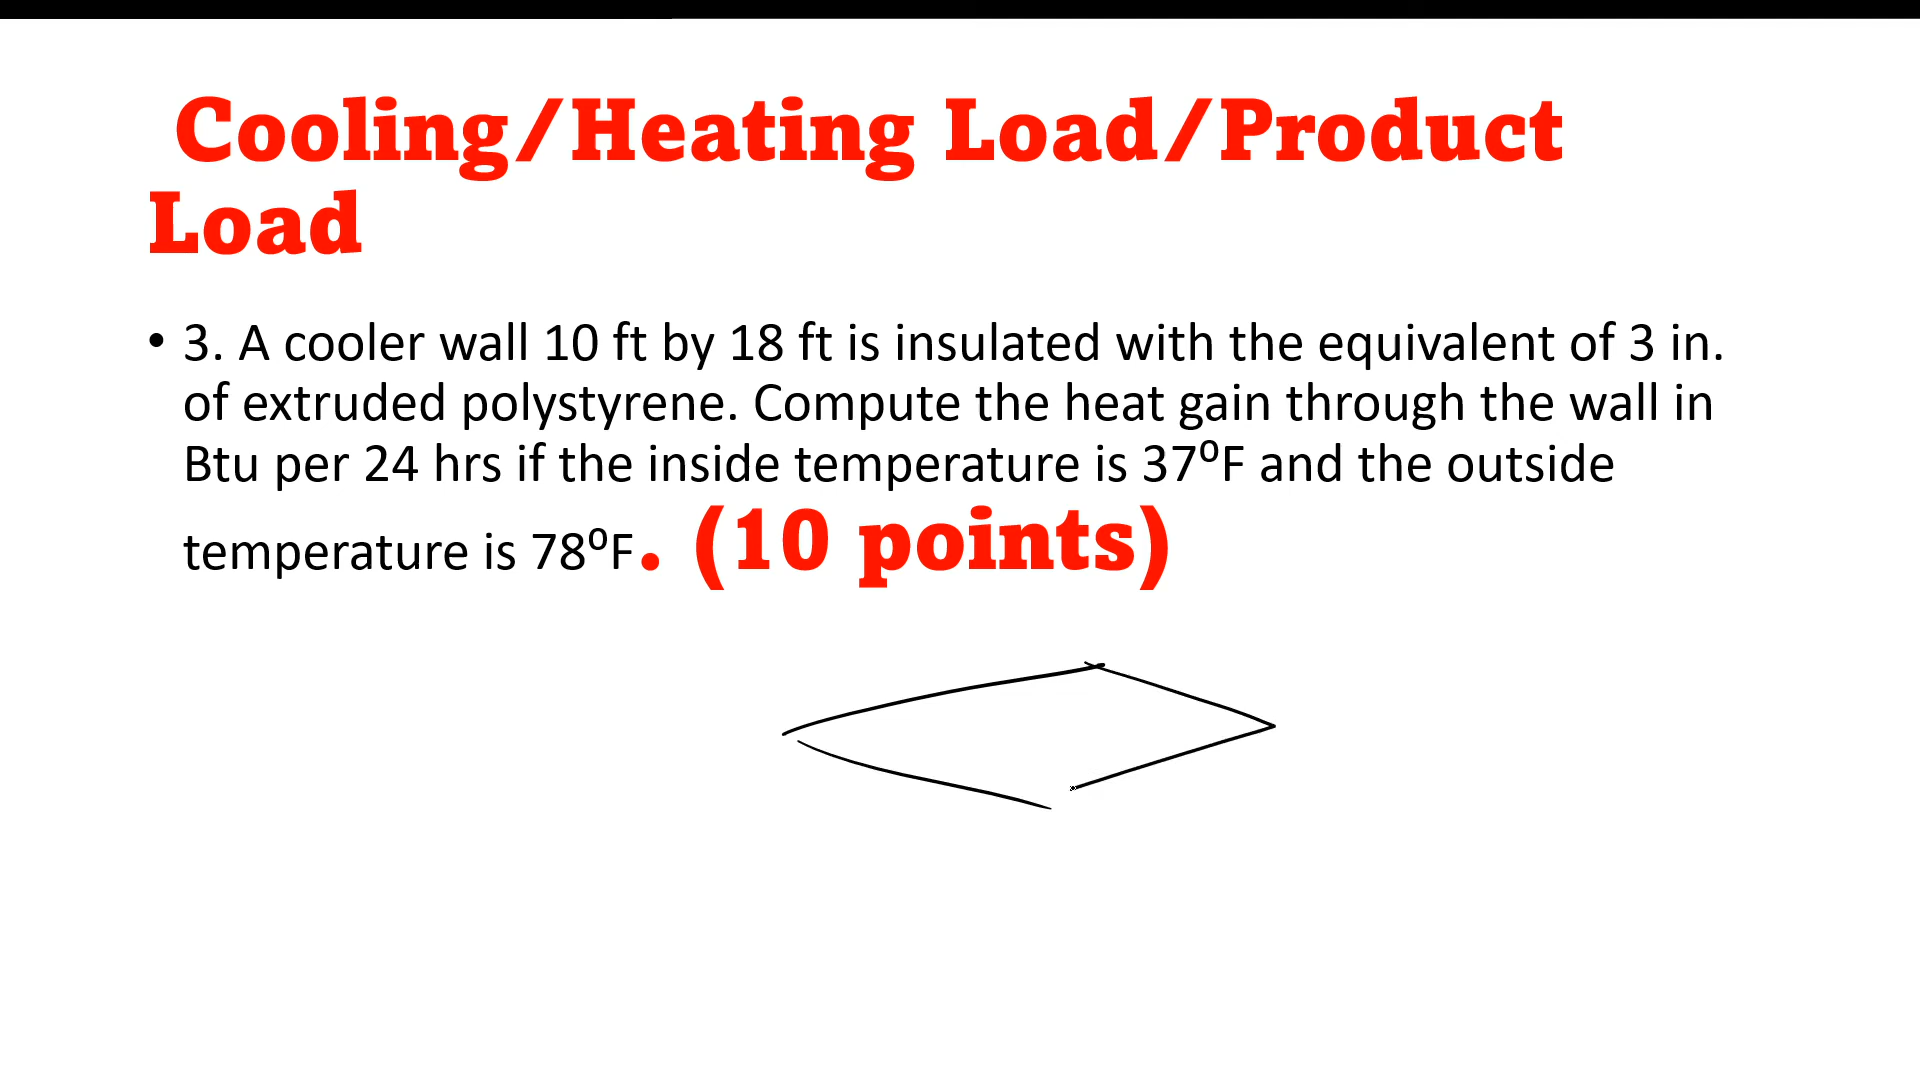 Cooling/Heating Load/Product
Load
• 3. A cooler wall 10 ft by 18 ft is insulated with the equivalent of 3 in.
of extruded polystyrene. Compute the heat gain through the wall in
Btu per 24 hrs if the inside temperature is 37⁰F and the outside
temperature is 78⁰F. (10 points)